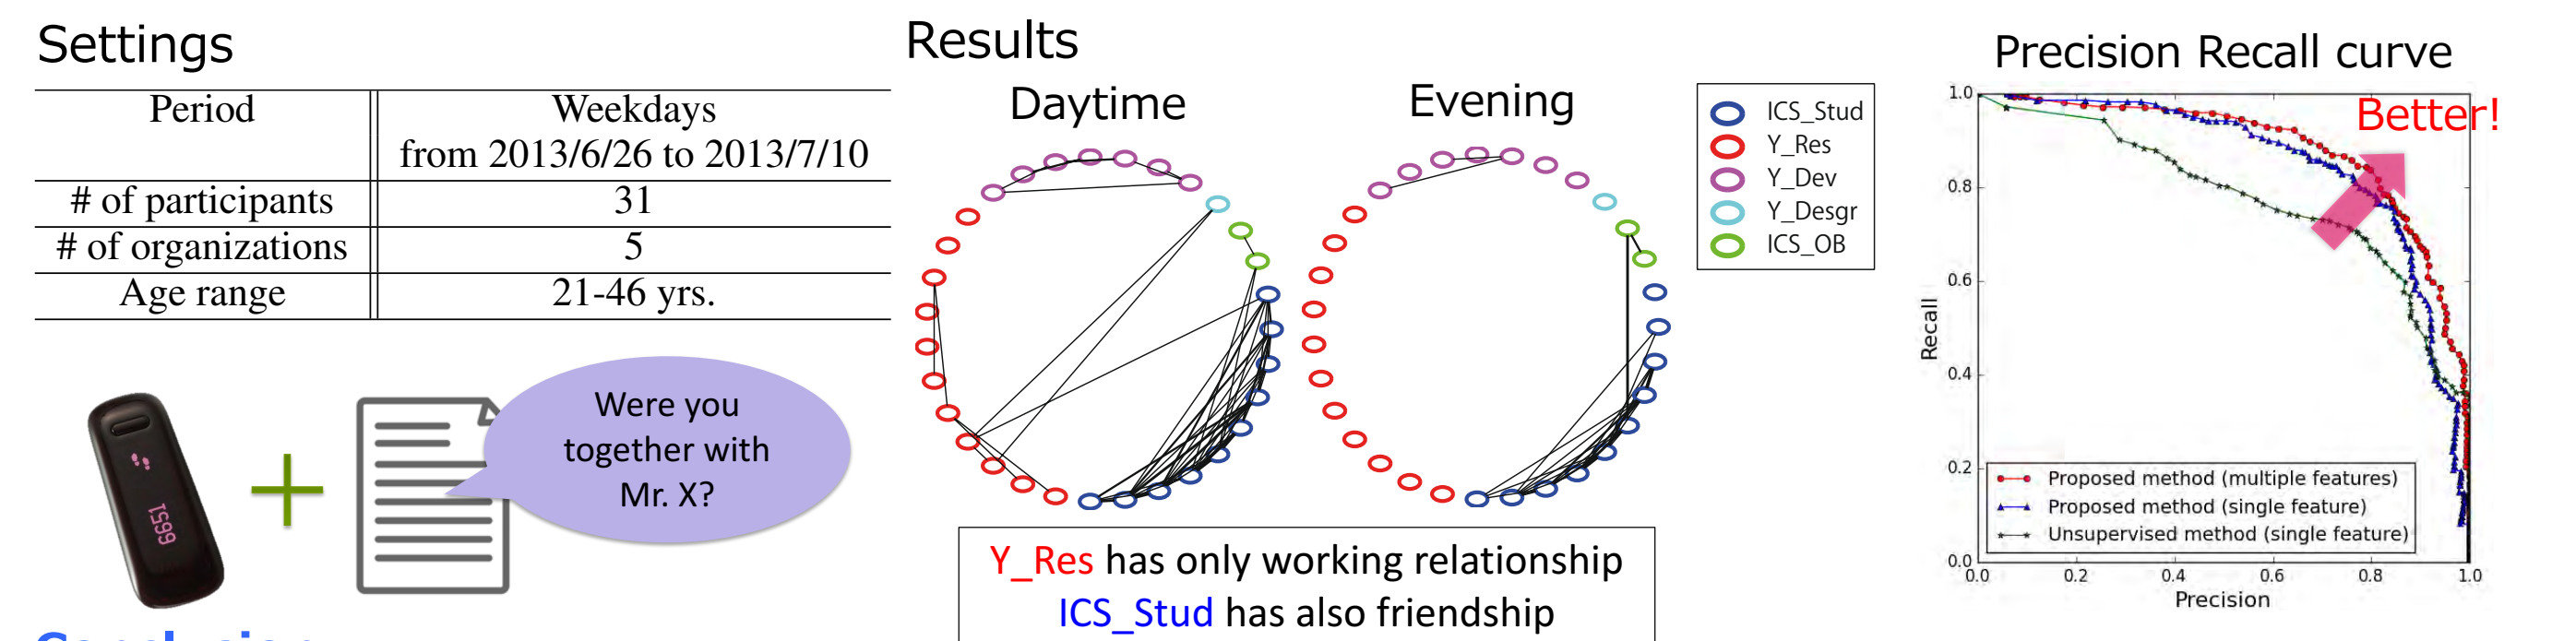 Settings
Period
Weekdays
from 2013/6/26 to 2013/7/10
# of participants
31
# of organizations
5
Age range
21-46 yrs.
6651
Were you
together with
Mr. X?
Results
Daytime
Evening
ICS_Stud
Y_Res
Y_Dev
Y_Desgr
ICS_OB
Y_Res has only working relationship
ICS_Stud has also friendship
Precision Recall curve
Better!
1.0
0.8
0.6
0.4
0.2
0.0
Recall
Proposed method (multiple features)
Proposed method (single feature)
Unsupervised method (single feature)
0.0 0.2 0.4 0.6 0.8 1.0
Precision